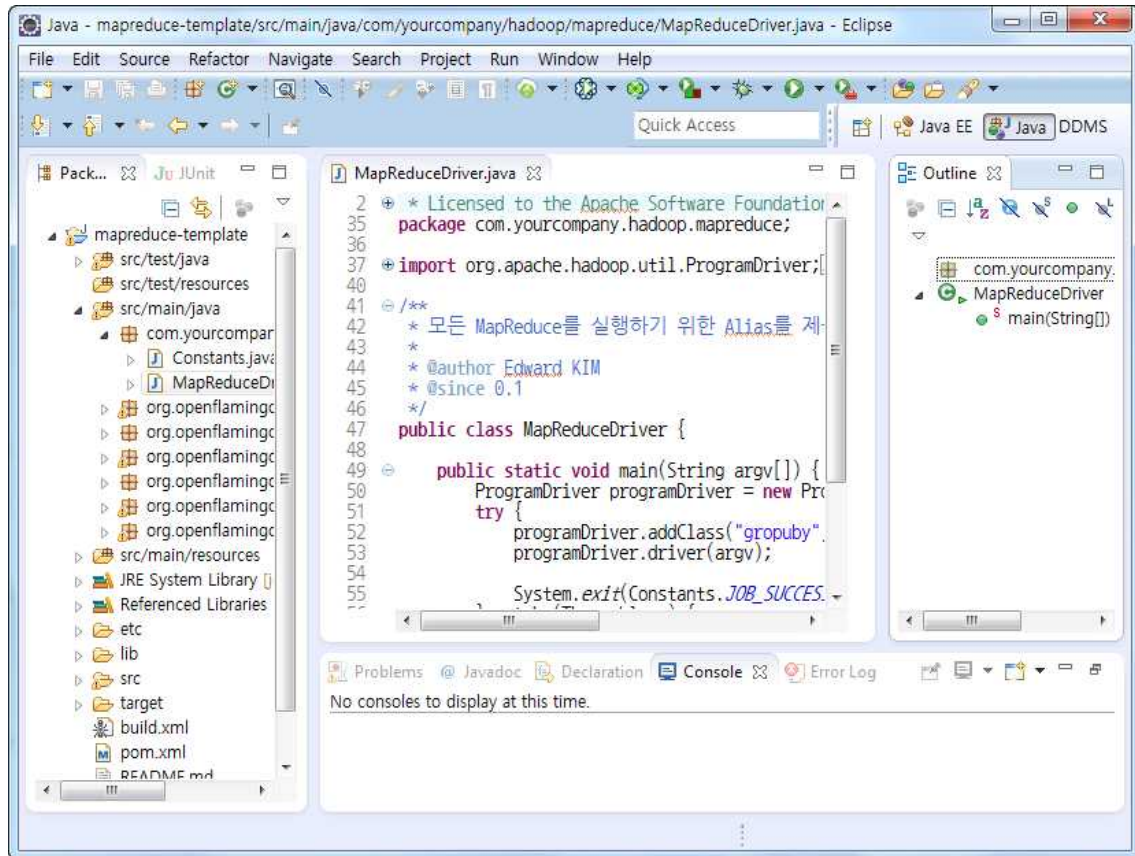 Java - mapreduce-template/src/main/java/com/yourcompany/hadoop/mapreduce/MapReduceDriver.java - Eclipse
File Edit Source Refactor Navigate Search Project Run Window Help
Quick Access
Java EE
Java
DDMS
Pack...
JUnit
mapreduce-template
src/test/java
src/test/resources
src/main/java
com.yourcompar
Constants.java
MapReduceDr
org.openflamingo
org.openflamingo
org.openflamingo
org.openflamingo
org.openflamingo
org.openflamingo
src/main/resources
JRE System Library [j
Referenced Libraries
etc
lib
src
target
build.xml
pom.xml
README.md
MapReduceDriver.java
2 * Licensed to the Apache Software Foundation
35 package com.yourcompany.hadoop.mapreduce;
36
37 import org.apache.hadoop.util.ProgramDriver;
40
41 /**
42 * 모든 MapReduce를 실행하기 위한 Alias를 제
43 *
44 * @author Edward KIM
45 * @since 0.1
46 */
47 public class MapReduceDriver {
48
49 public static void main(String argv[]) {
50 ProgramDriver programDriver = new Pro
51 try {
52 programDriver.addClass("gropuby",
53 programDriver.driver(argv);
54
55 System.exit(Constants.JOB_SUCCES
Outline
com.yourcompany.
MapReduceDriver
main(String[])
Problems @ Javadoc Declaration Console Error Log
No consoles to display at this time.